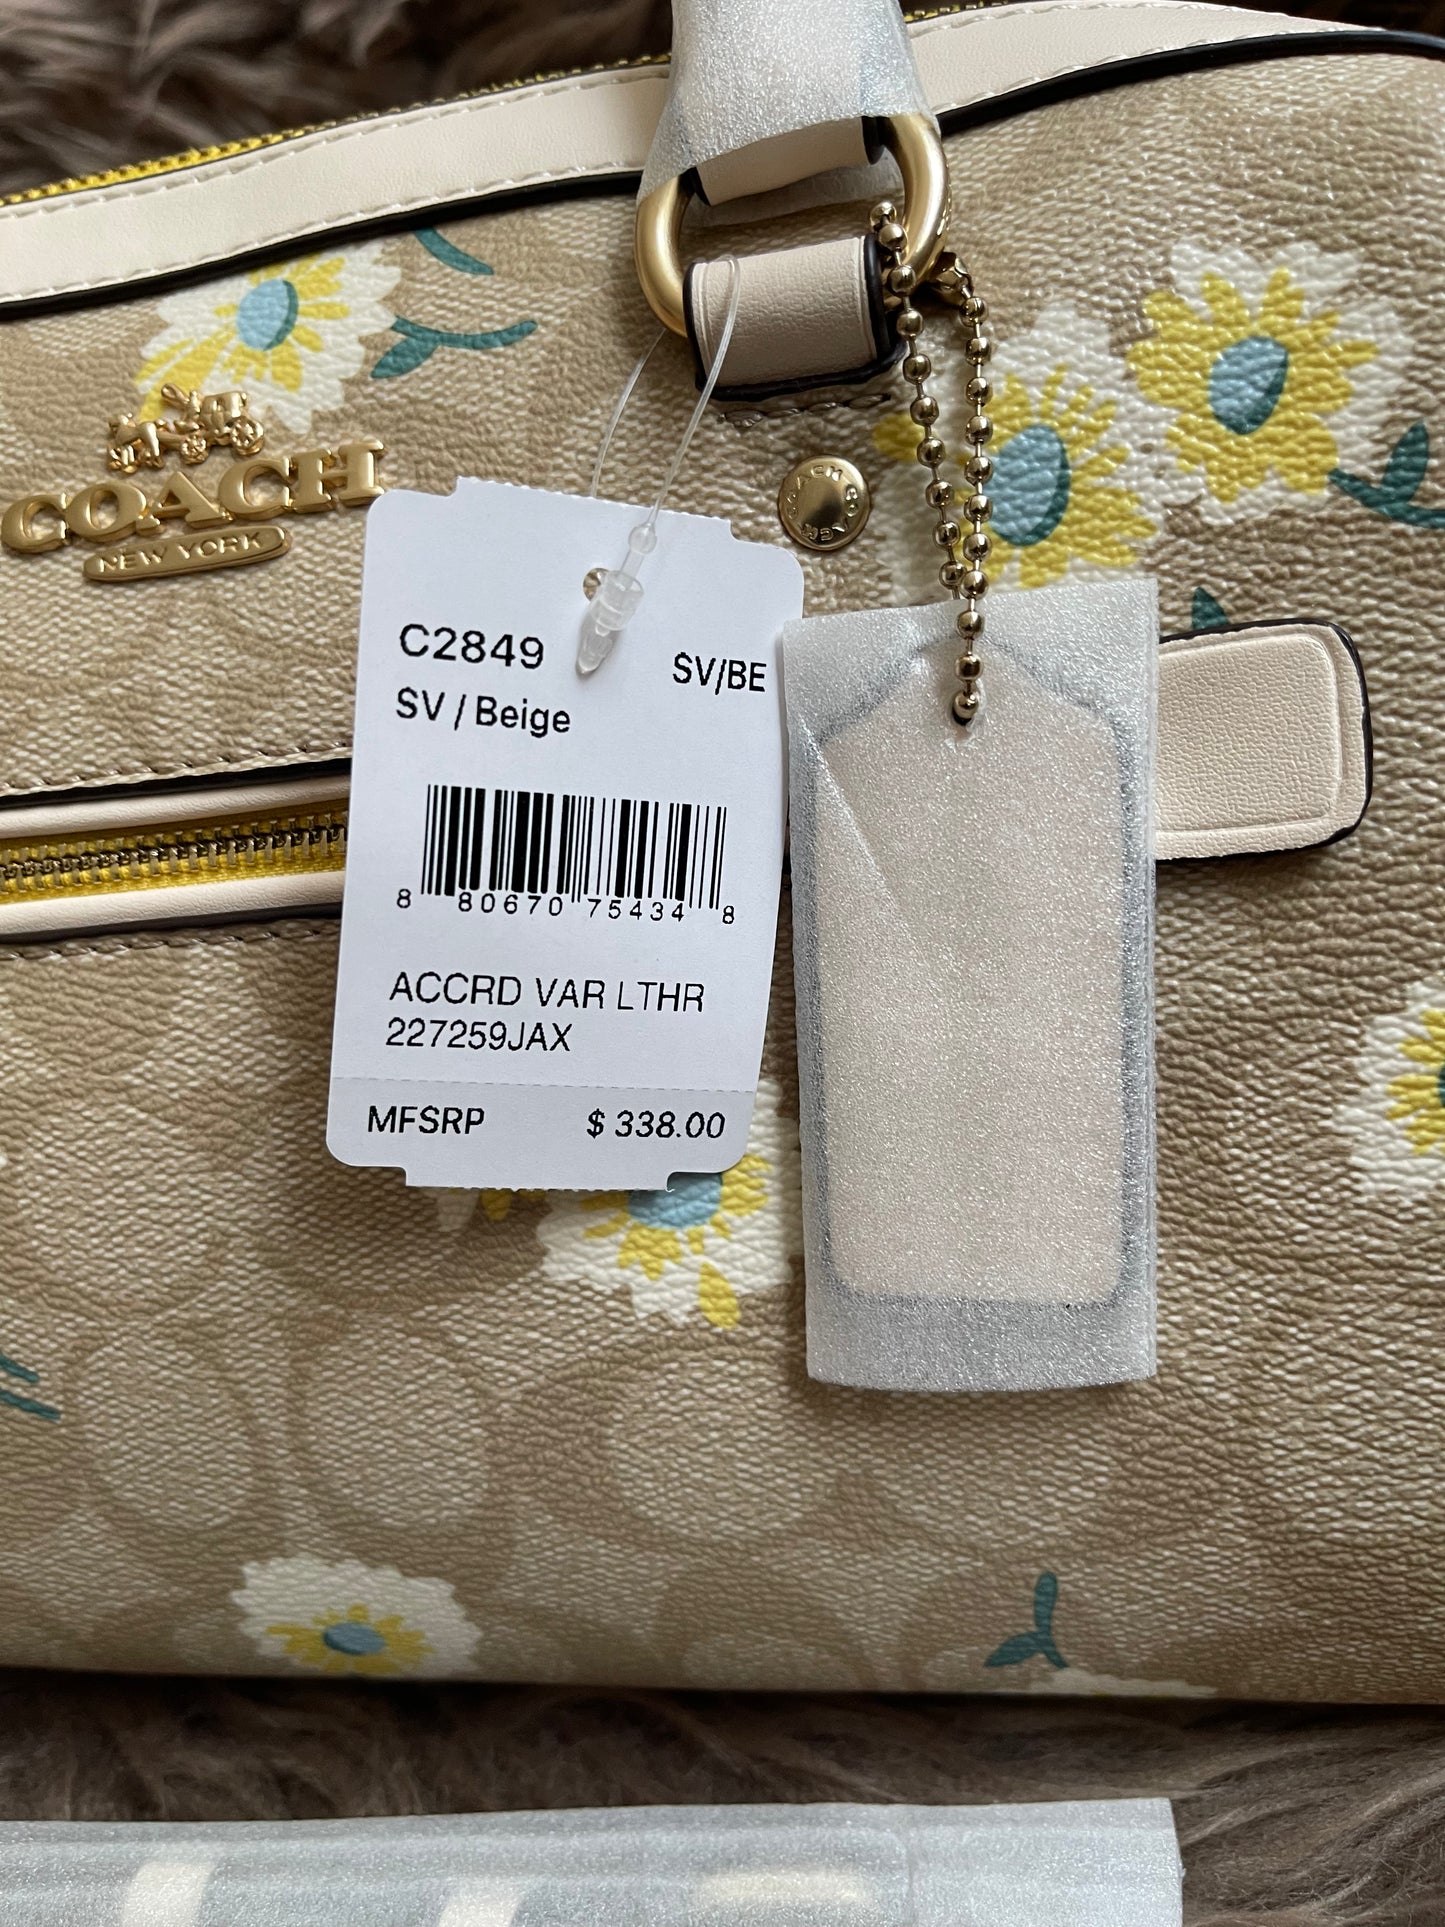 COACH
NEW YORK
COACH COACH
C2849 SV/BE
SV / Beige
8 80670 75434 8
ACCRD VAR LTHR
227259JAX
MFSRP $ 338.00